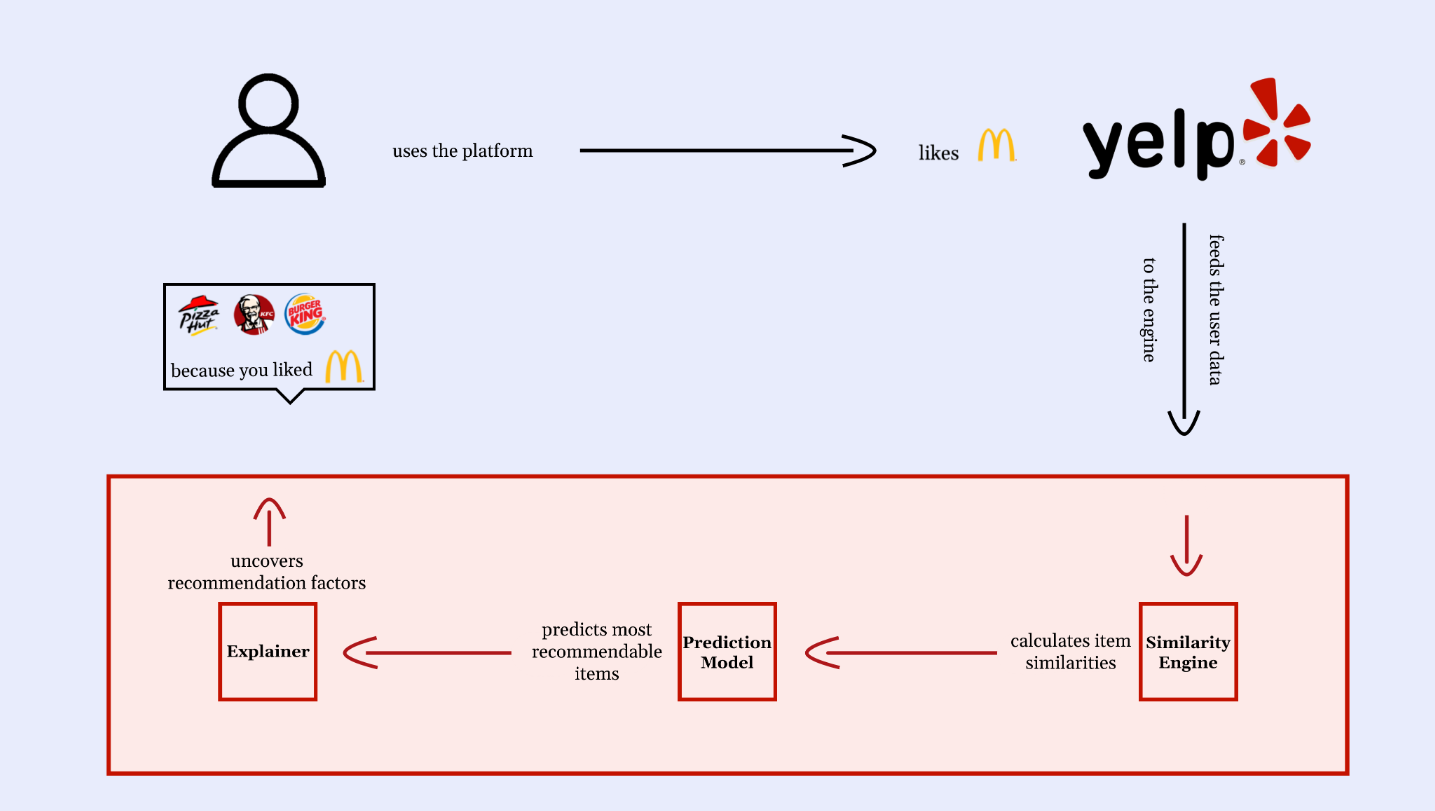 uses the platform
likes
yelp
®
feeds the user data
to the engine
Pizza
Hut
KFC
BURGER
KING
because you liked
uncovers
recommendation factors
Explainer
predicts most
recommendable
items
Prediction
Model
calculates item
similarities
Similarity
Engine